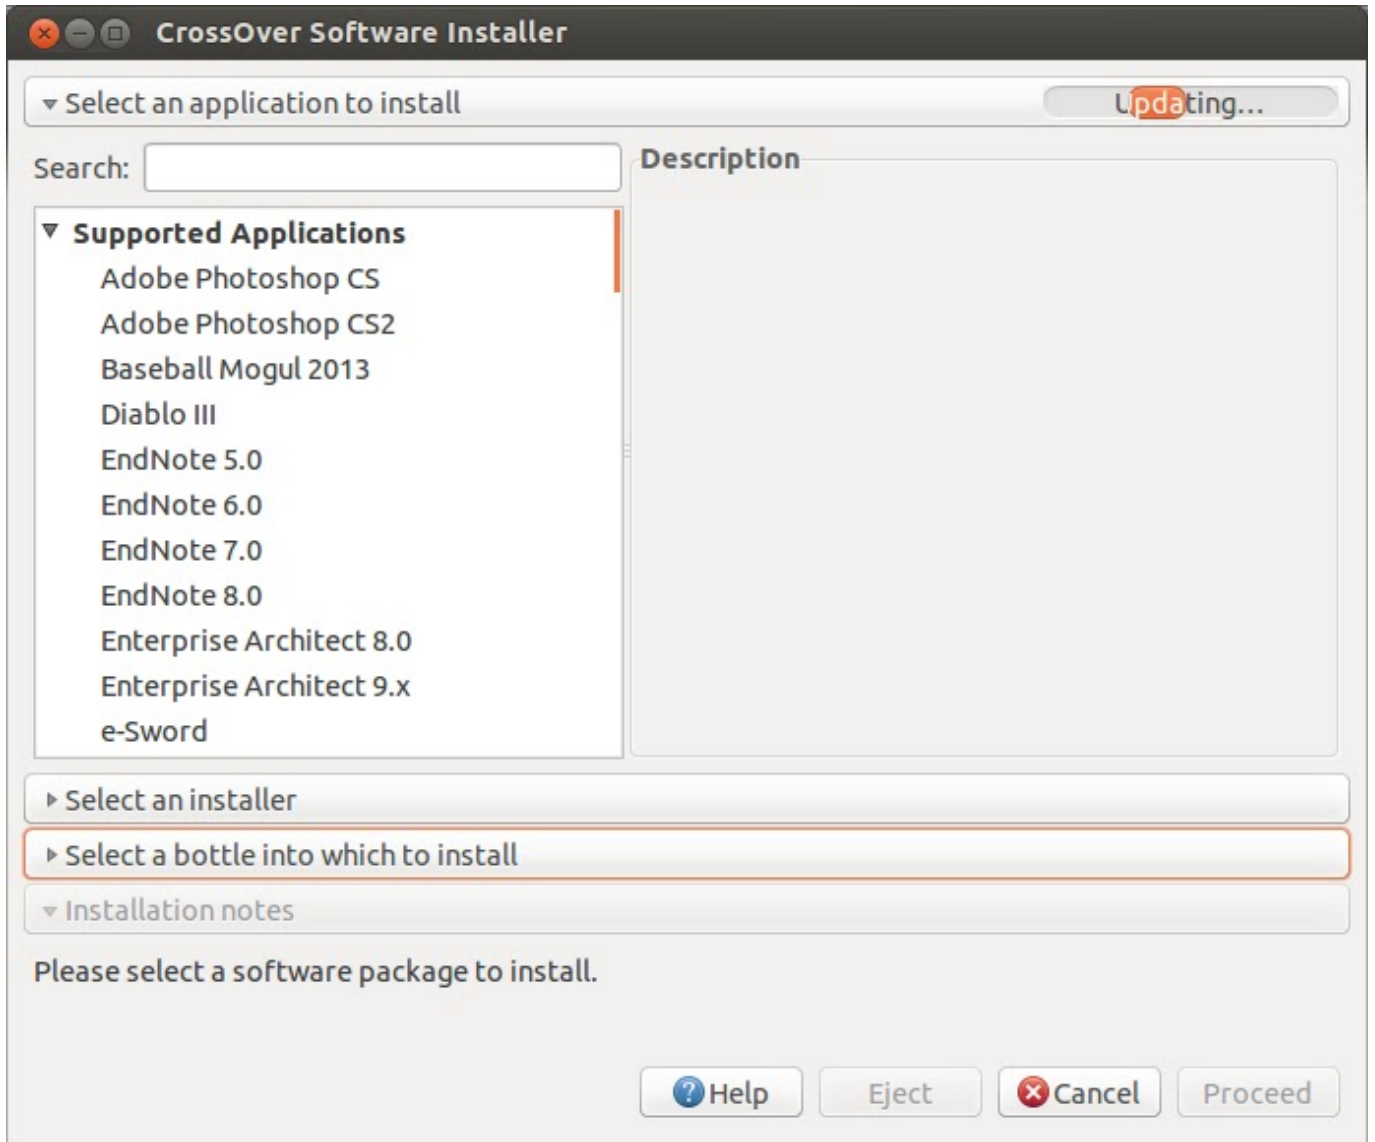 CrossOver Software Installer
Select an application to install
Updating...
Search:
Description
Supported Applications
Adobe Photoshop CS
Adobe Photoshop CS2
Baseball Mogul 2013
Diablo III
EndNote 5.0
EndNote 6.0
EndNote 7.0
EndNote 8.0
Enterprise Architect 8.0
Enterprise Architect 9.x
e-Sword
Select an installer
Select a bottle into which to install
Installation notes
Please select a software package to install.
Help
Eject
Cancel
Proceed